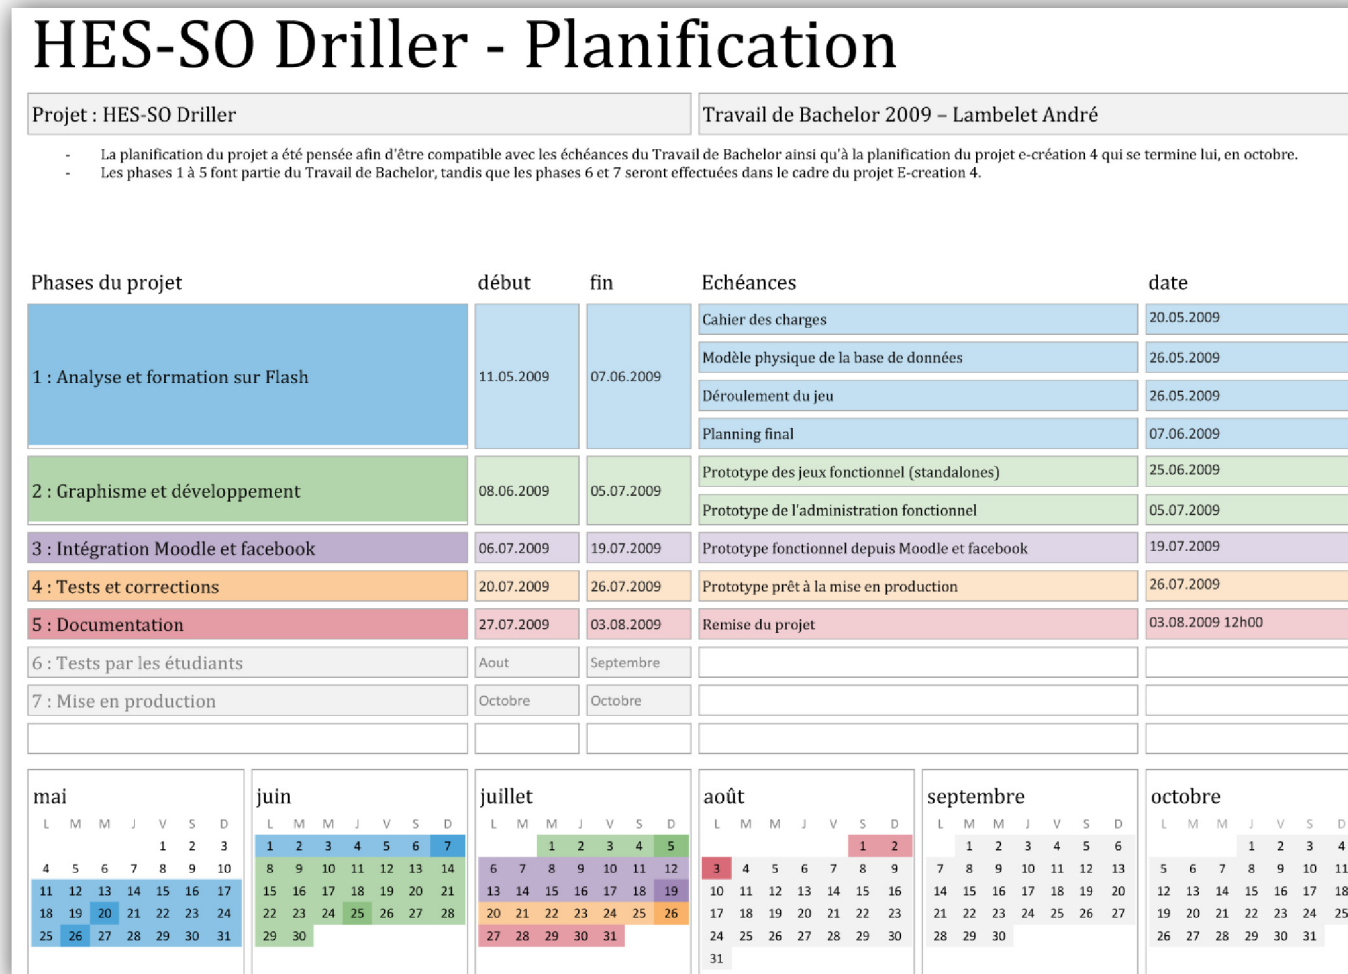 HES-SO Driller - Planification
Projet : HES-SO Driller
Travail de Bachelor 2009 – Lambelet André
- La planification du projet a été pensée afin d'être compatible avec les échéances du Travail de Bachelor ainsi qu'à la planification du projet e-création 4 qui se termine lui, en octobre.
- Les phases 1 à 5 font partie du Travail de Bachelor, tandis que les phases 6 et 7 seront effectuées dans le cadre du projet E-creation 4.
Phases du projet début fin Echéances date
1 : Analyse et formation sur Flash 11.05.2009 07.06.2009
Cahier des charges 20.05.2009
Modèle physique de la base de données 26.05.2009
Déroulement du jeu 26.05.2009
Planning final 07.06.2009
2 : Graphisme et développement 08.06.2009 05.07.2009
Prototype des jeux fonctionnel (standalones) 25.06.2009
Prototype de l'administration fonctionnel 05.07.2009
3 : Intégration Moodle et facebook 06.07.2009 19.07.2009 Prototype fonctionnel depuis Moodle et facebook 19.07.2009
4 : Tests et corrections 20.07.2009 26.07.2009 Prototype prêt à la mise en production 26.07.2009
5 : Documentation 27.07.2009 03.08.2009 Remise du projet 03.08.2009 12h00
6 : Tests par les étudiants Aout Septembre
7 : Mise en production Octobre Octobre
mai
L M M J V S D
1 2 3
4 5 6 7 8 9 10
11 12 13 14 15 16 17
18 19 20 21 22 23 24
25 26 27 28 29 30 31
juin
L M M J V S D
1 2 3 4 5 6 7
8 9 10 11 12 13 14
15 16 17 18 19 20 21
22 23 24 25 26 27 28
29 30
juillet
L M M J V S D
1 2 3 4 5
6 7 8 9 10 11 12
13 14 15 16 17 18 19
20 21 22 23 24 25 26
27 28 29 30 31
août
L M M J V S D
1 2
3 4 5 6 7 8 9
10 11 12 13 14 15 16
17 18 19 20 21 22 23
24 25 26 27 28 29 30
31
septembre
L M M J V S D
1 2 3 4 5 6
7 8 9 10 11 12 13
14 15 16 17 18 19 20
21 22 23 24 25 26 27
28 29 30
octobre
L M M J V S D
1 2 3 4
5 6 7 8 9 10 11
12 13 14 15 16 17 18
19 20 21 22 23 24 25
26 27 28 29 30 31